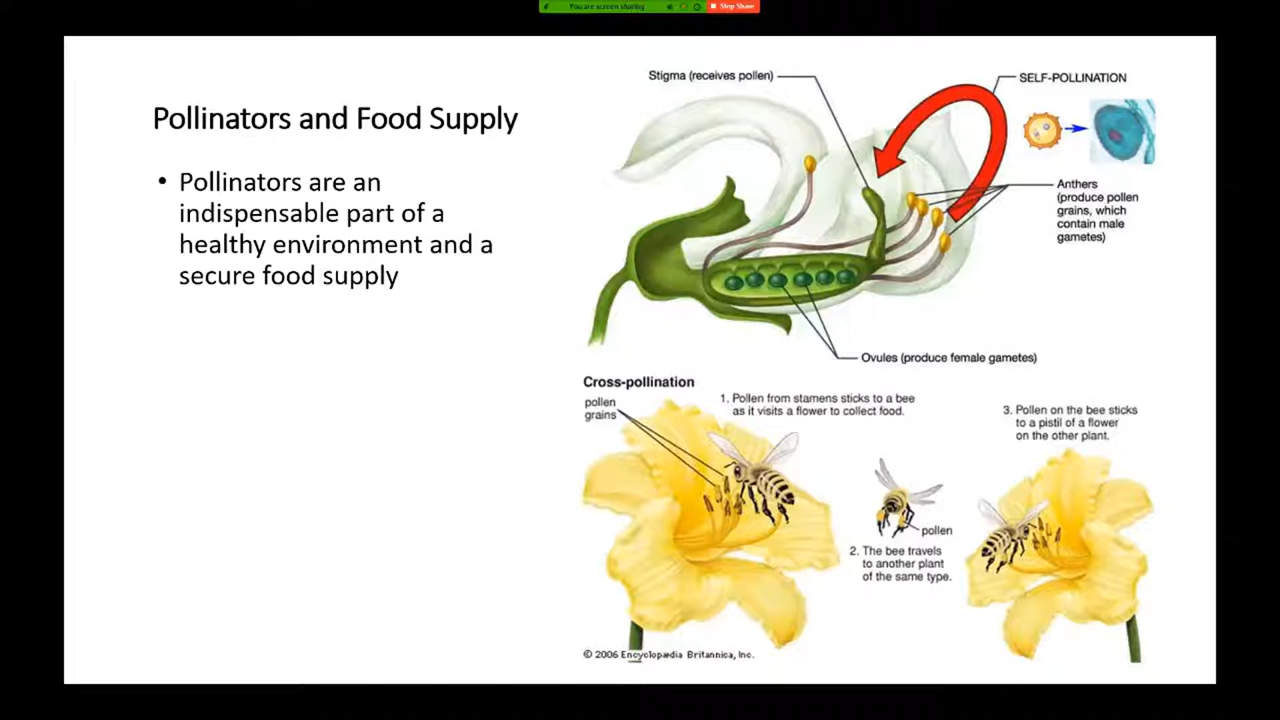 You are screen sharing
Stop Share
Pollinators and Food Supply
• Pollinators are an
indispensable part of a
healthy environment and a
secure food supply
Stigma (receives pollen)
SELF-POLLINATION
Anthers
(produce pollen
grains, which
contain male
gametes)
Ovules (produce female gametes)
Cross-pollination
pollen
grains
1. Pollen from stamens sticks to a bee
as it visits a flower to collect food.
pollen
2. The bee travels
to another plant
of the same type.
3. Pollen on the bee sticks
to a pistil of a flower
on the other plant.
© 2006 Encyclopædia Britannica, Inc.